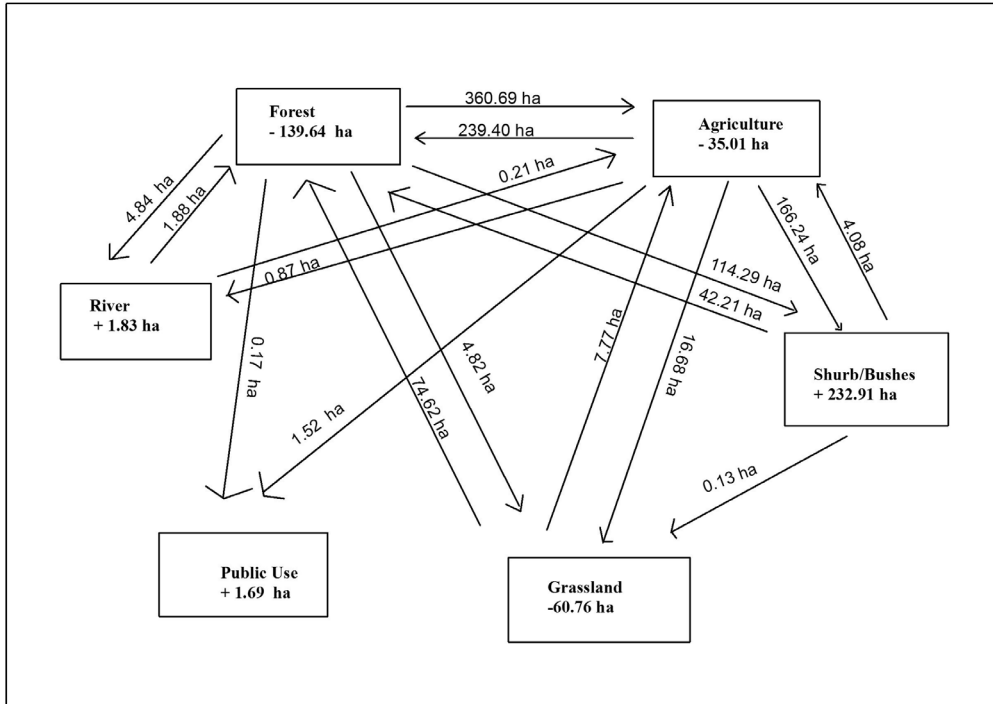 Forest
- 139.64 ha
360.69 ha
239.40 ha
Agriculture
- 35.01 ha
4.84 ha
1.88 ha
0.21 ha
0.87 ha
166.24 ha
4.08 ha
114.29 ha
42.21 ha
River
+ 1.83 ha
0.17 ha
4.82 ha
74.62 ha
7.77 ha
16.68 ha
1.52 ha
Shurb/Bushes
+ 232.91 ha
0.13 ha
Public Use
+ 1.69 ha
Grassland
-60.76 ha